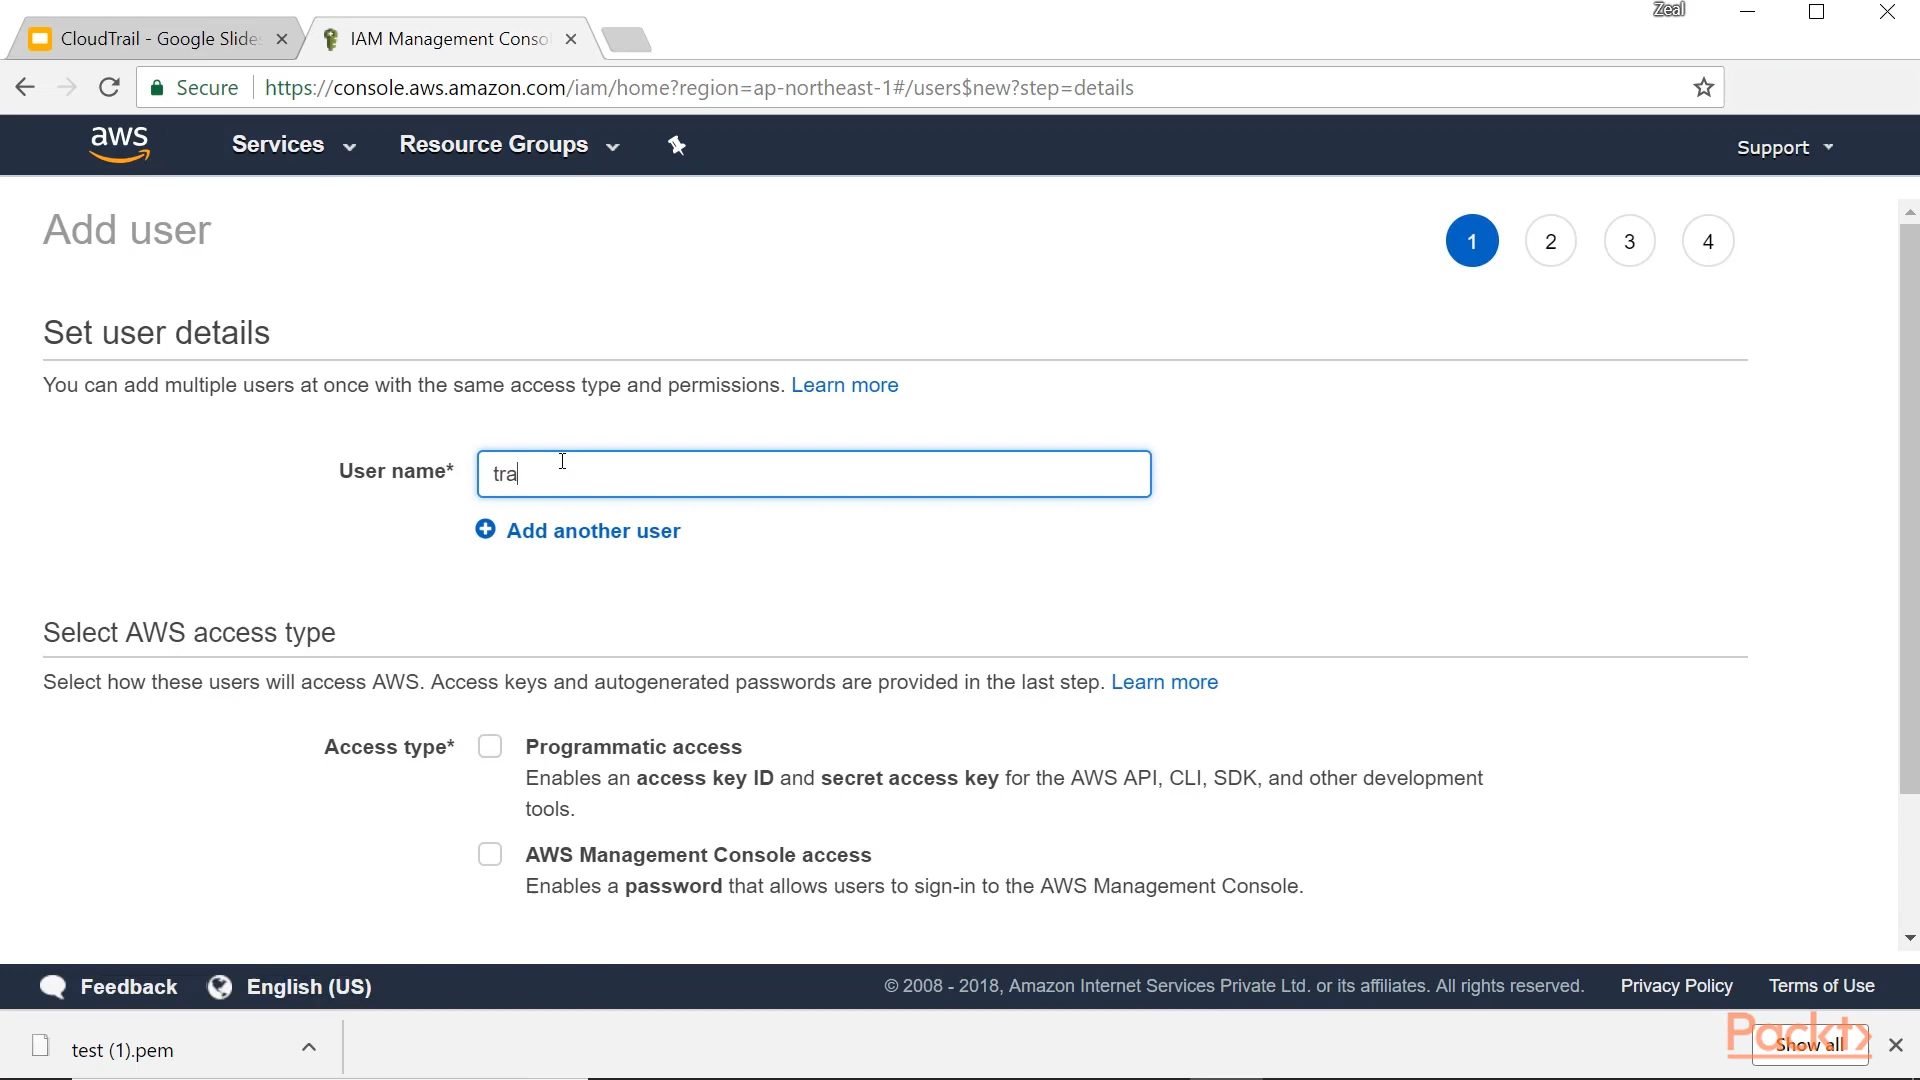 Zeal
CloudTrail - Google Slide
IAM Management Conso
Secure
https://console.aws.amazon.com/iam/home?region=ap-northeast-1#/users$new?step=details
aws
Services
Resource Groups
Support
Add user
1
2
3
4
Set user details
You can add multiple users at once with the same access type and permissions. Learn more
User name*
tra
Add another user
Select AWS access type
Select how these users will access AWS. Access keys and autogenerated passwords are provided in the last step. Learn more
Access type*
Programmatic access
Enables an access key ID and secret access key for the AWS API, CLI, SDK, and other development
tools.
AWS Management Console access
Enables a password that allows users to sign-in to the AWS Management Console.
Feedback
English (US)
© 2008 - 2018, Amazon Internet Services Private Ltd. or its affiliates. All rights reserved.
Privacy Policy
Terms of Use
test (1).pem
Show all
Packt